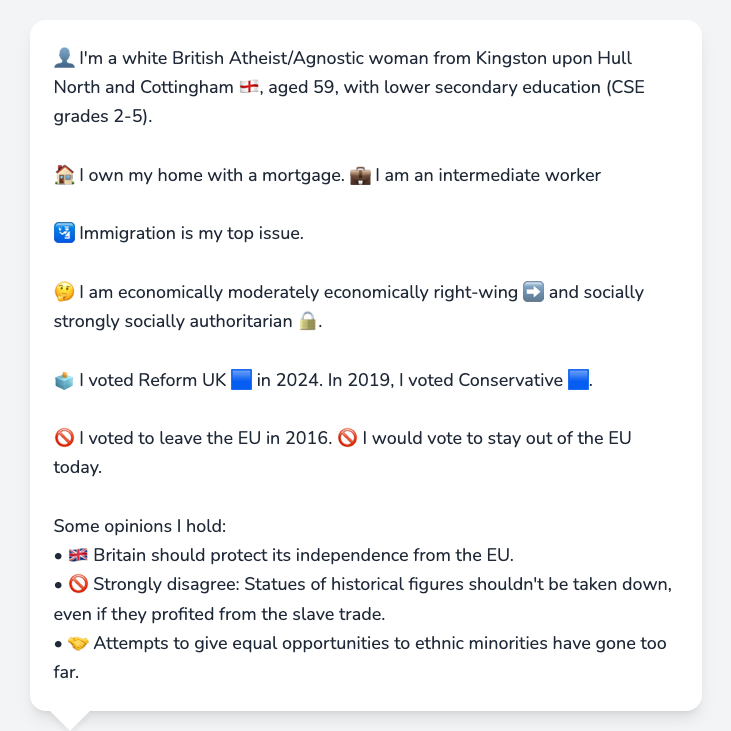 👤 I'm a white British Atheist/Agnostic woman from Kingston upon Hull
North and Cottingham 🏴󠁧󠁢󠁥󠁮󠁧󠁿, aged 59, with lower secondary education (CSE
grades 2-5).
🏠 I own my home with a mortgage. 💼 I am an intermediate worker
🛂 Immigration is my top issue.
🤔 I am economically moderately economically right-wing ➡️ and socially
strongly socially authoritarian 🔒.
🗳️ I voted Reform UK 🟦 in 2024. In 2019, I voted Conservative 🟦.
🚫 I voted to leave the EU in 2016. 🚫 I would vote to stay out of the EU
today.
Some opinions I hold:
• 🇬🇧 Britain should protect its independence from the EU.
• 🚫 Strongly disagree: Statues of historical figures shouldn't be taken down,
even if they profited from the slave trade.
• 🤝 Attempts to give equal opportunities to ethnic minorities have gone too
far.